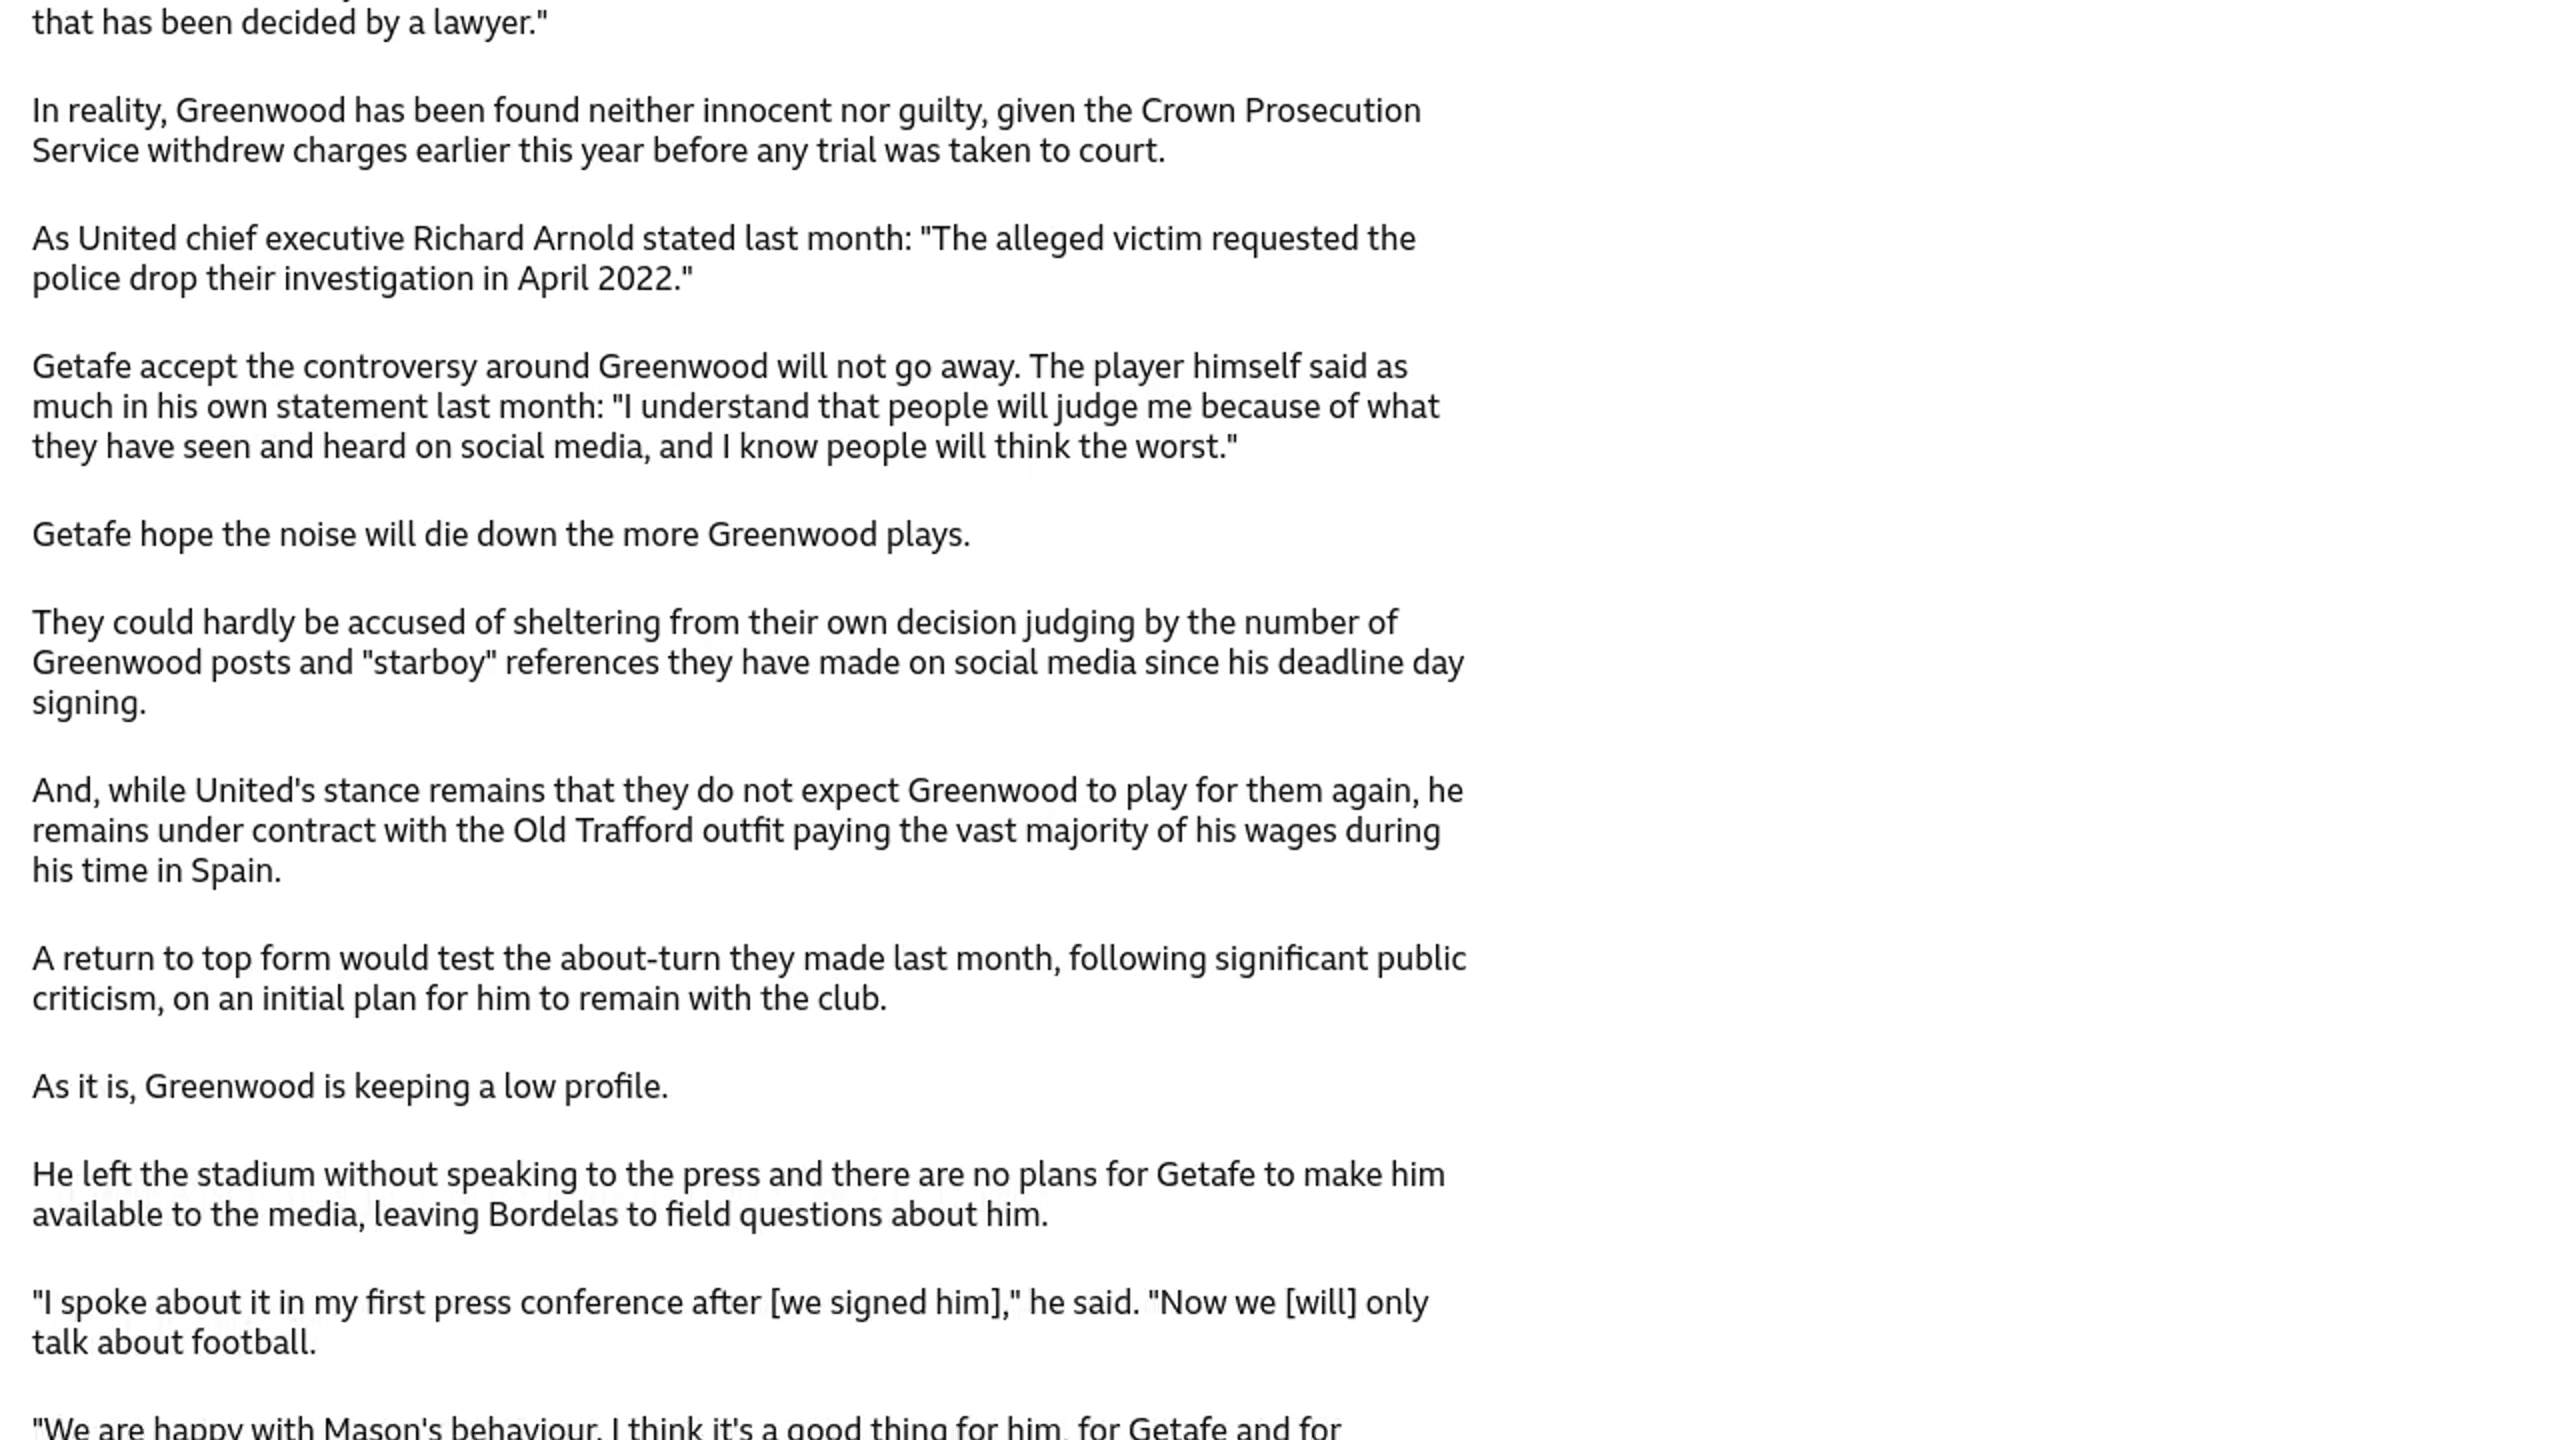 that has been decided by a lawyer."
In reality, Greenwood has been found neither innocent nor guilty, given the Crown Prosecution
Service withdrew charges earlier this year before any trial was taken to court.
As United chief executive Richard Arnold stated last month: "The alleged victim requested the
police drop their investigation in April 2022."
Getafe accept the controversy around Greenwood will not go away. The player himself said as
much in his own statement last month: "I understand that people will judge me because of what
they have seen and heard on social media, and I know people will think the worst."
Getafe hope the noise will die down the more Greenwood plays.
They could hardly be accused of sheltering from their own decision judging by the number of
Greenwood posts and "starboy" references they have made on social media since his deadline day
signing.
And, while United's stance remains that they do not expect Greenwood to play for them again, he
remains under contract with the Old Trafford outfit paying the vast majority of his wages during
his time in Spain.
A return to top form would test the about-turn they made last month, following significant public
criticism, on an initial plan for him to remain with the club.
As it is, Greenwood is keeping a low profile.
He left the stadium without speaking to the press and there are no plans for Getafe to make him
available to the media, leaving Bordelas to field questions about him.
"I spoke about it in my first press conference after [we signed him]," he said. "Now we [will] only
talk about football.
"We are happy with Mason's behaviour. I think it's a good thing for him, for Getafe and for